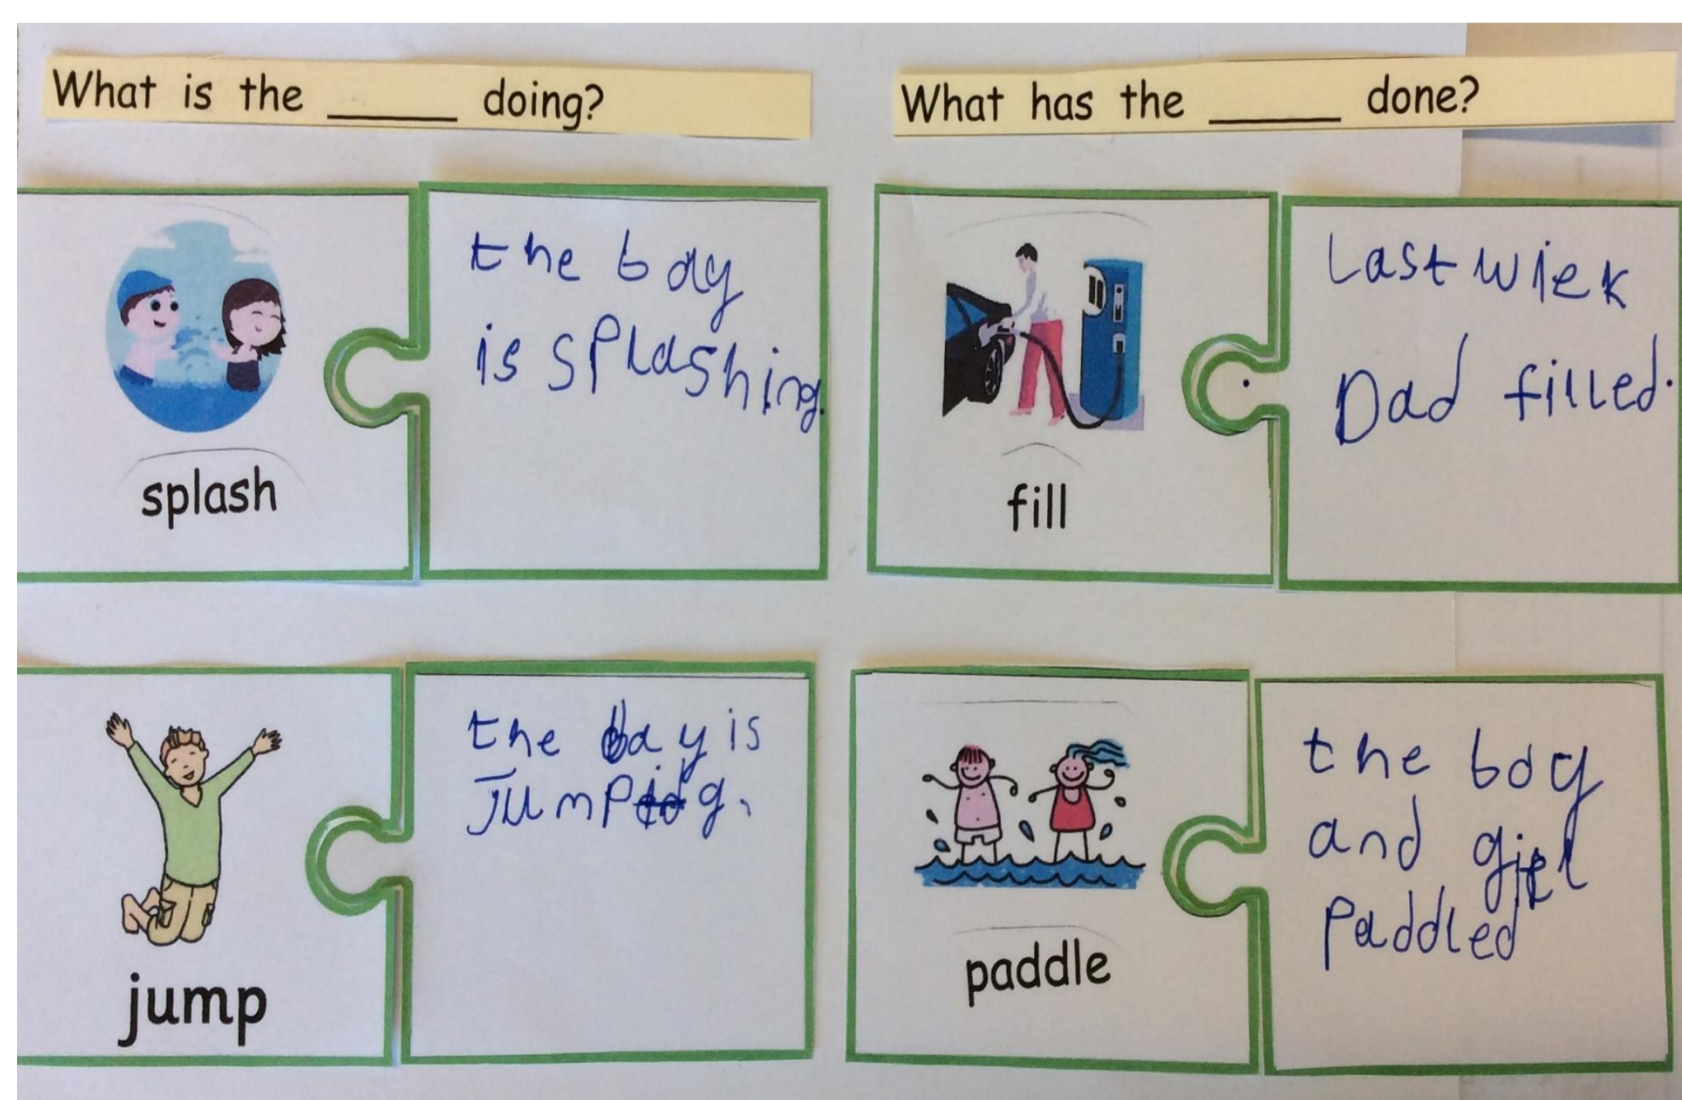 What is the _____ doing?
What has the _____ done?
the boy
is splashing.
splash
Last wiek
Dad filled.
fill
the bay is
jump
jump
the boy
and girl
paddled
paddle